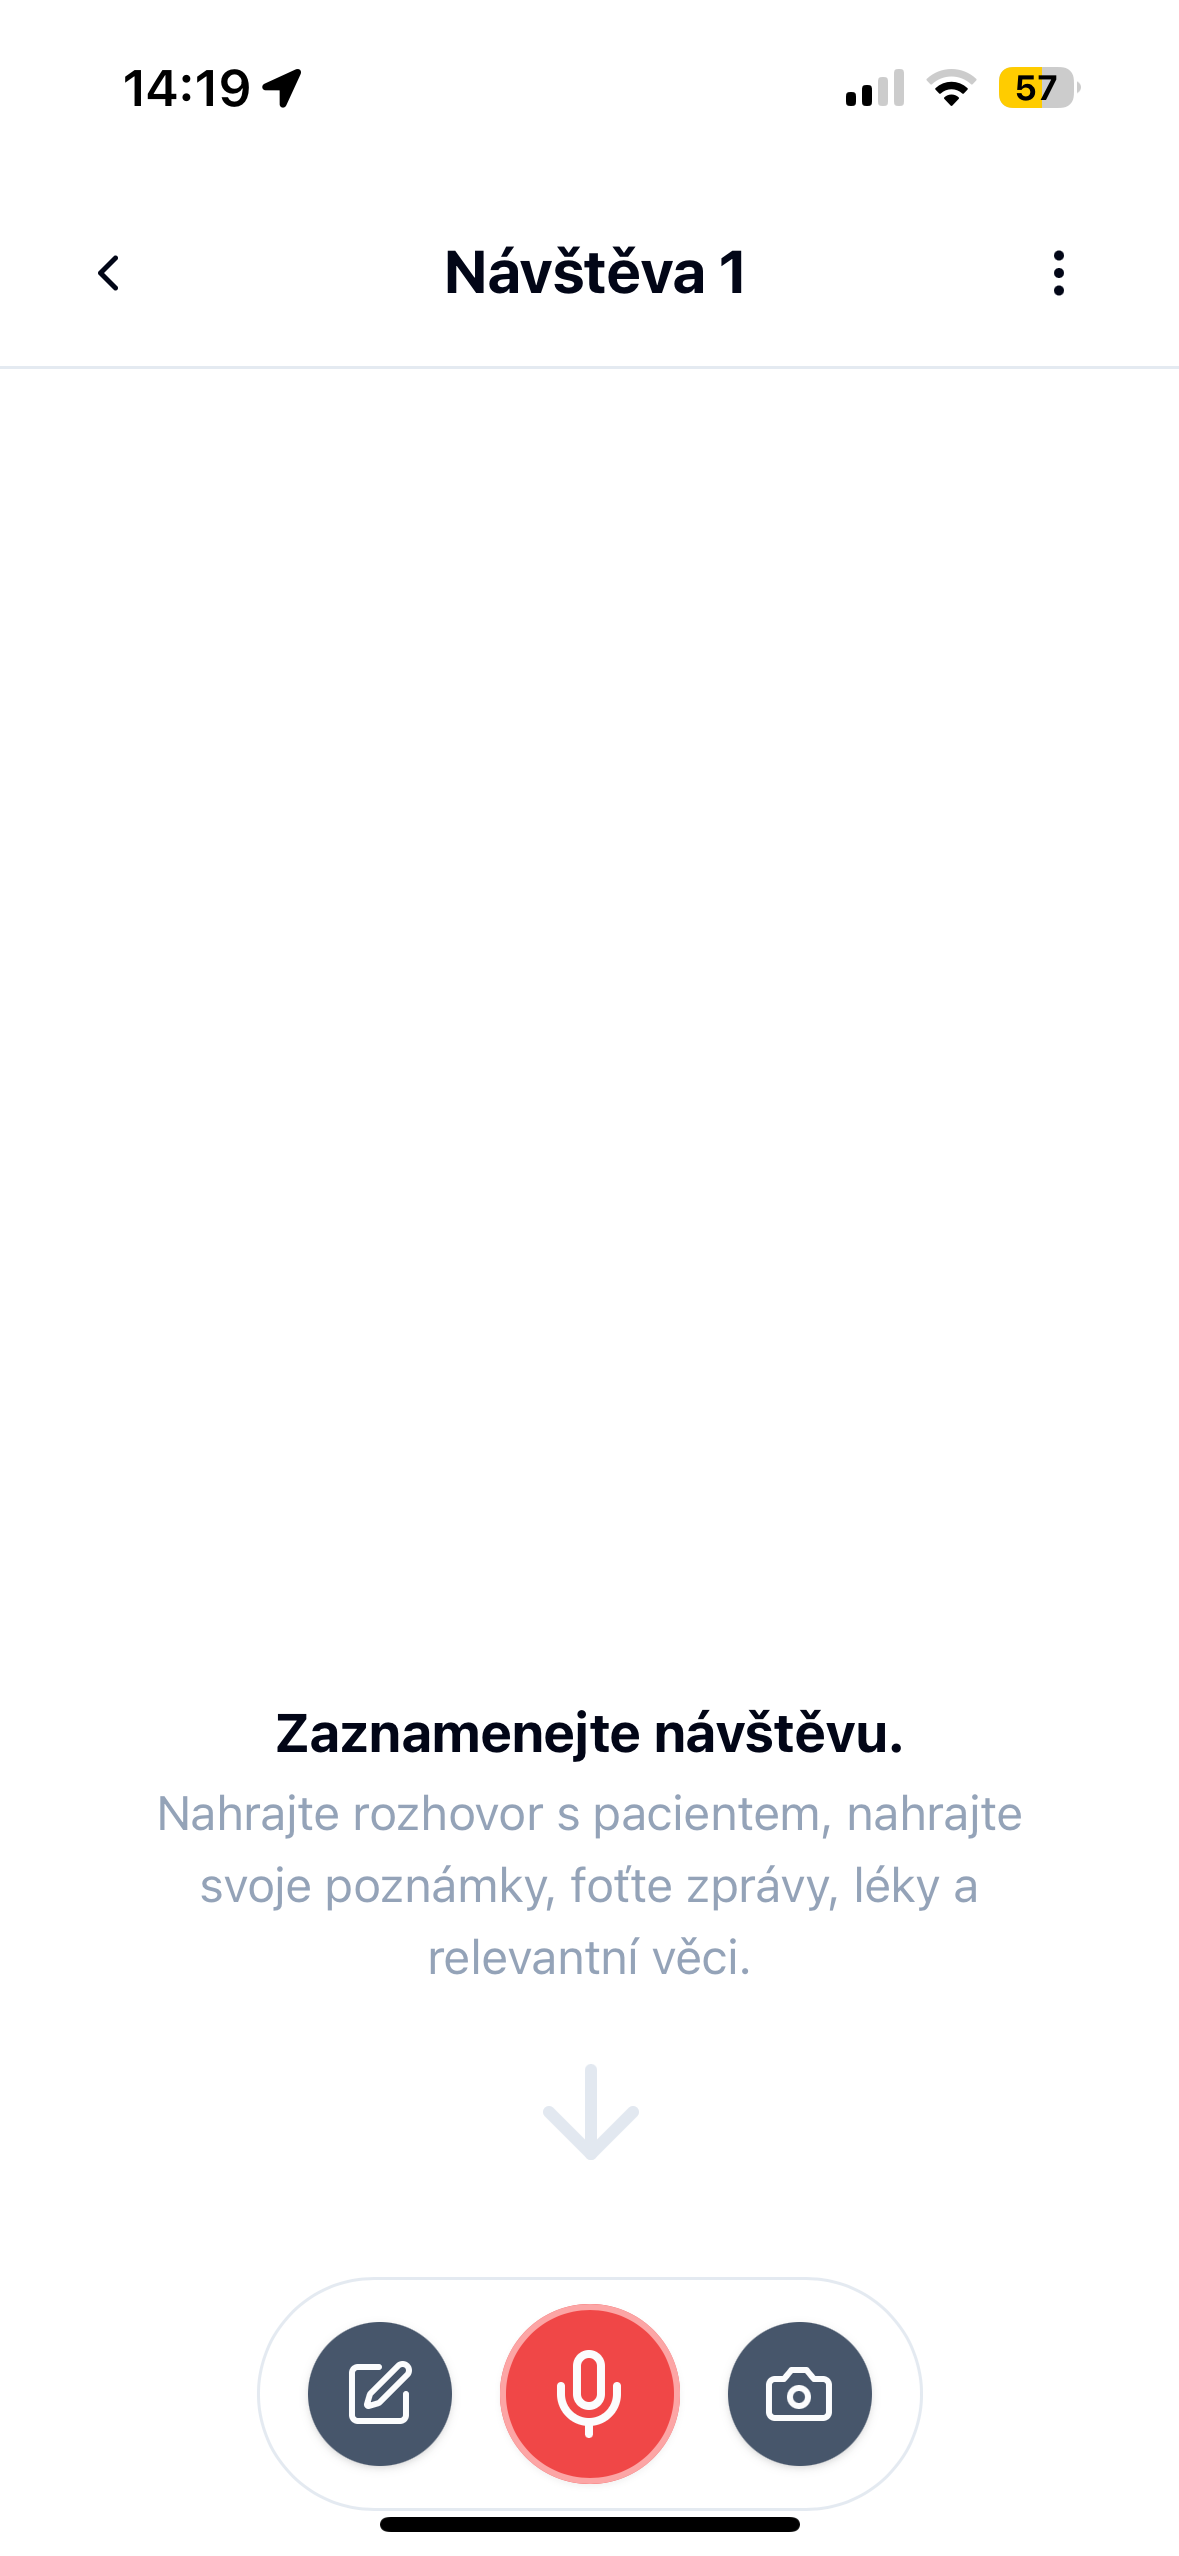 14:19
57
Návštěva 1
Zaznamenejte návštěvu.
Nahrajte rozhovor s pacientem, nahrajte
svoje poznámky, foťte zprávy, léky a
relevantní věci.